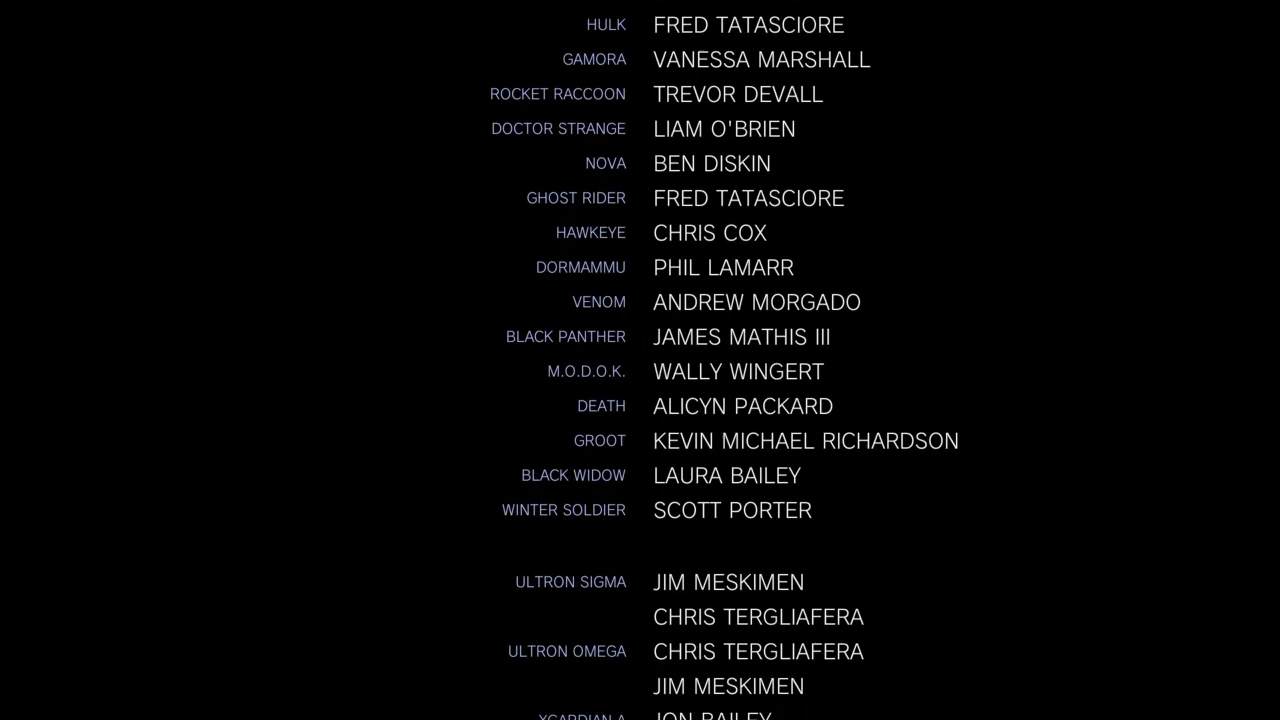 HULK FRED TATASCIORE
GAMORA VANESSA MARSHALL
ROCKET RACCOON TREVOR DEVALL
DOCTOR STRANGE LIAM O'BRIEN
NOVA BEN DISKIN
GHOST RIDER FRED TATASCIORE
HAWKEYE CHRIS COX
DORMAMMU PHIL LAMARR
VENOM ANDREW MORGADO
BLACK PANTHER JAMES MATHIS III
M.O.D.O.K. WALLY WINGERT
DEATH ALICYN PACKARD
GROOT KEVIN MICHAEL RICHARDSON
BLACK WIDOW LAURA BAILEY
WINTER SOLDIER SCOTT PORTER
ULTRON SIGMA JIM MESKIMEN
CHRIS TERGLIAFERA
ULTRON OMEGA CHRIS TERGLIAFERA
JIM MESKIMEN
XGARDIAN A JON BAILEY